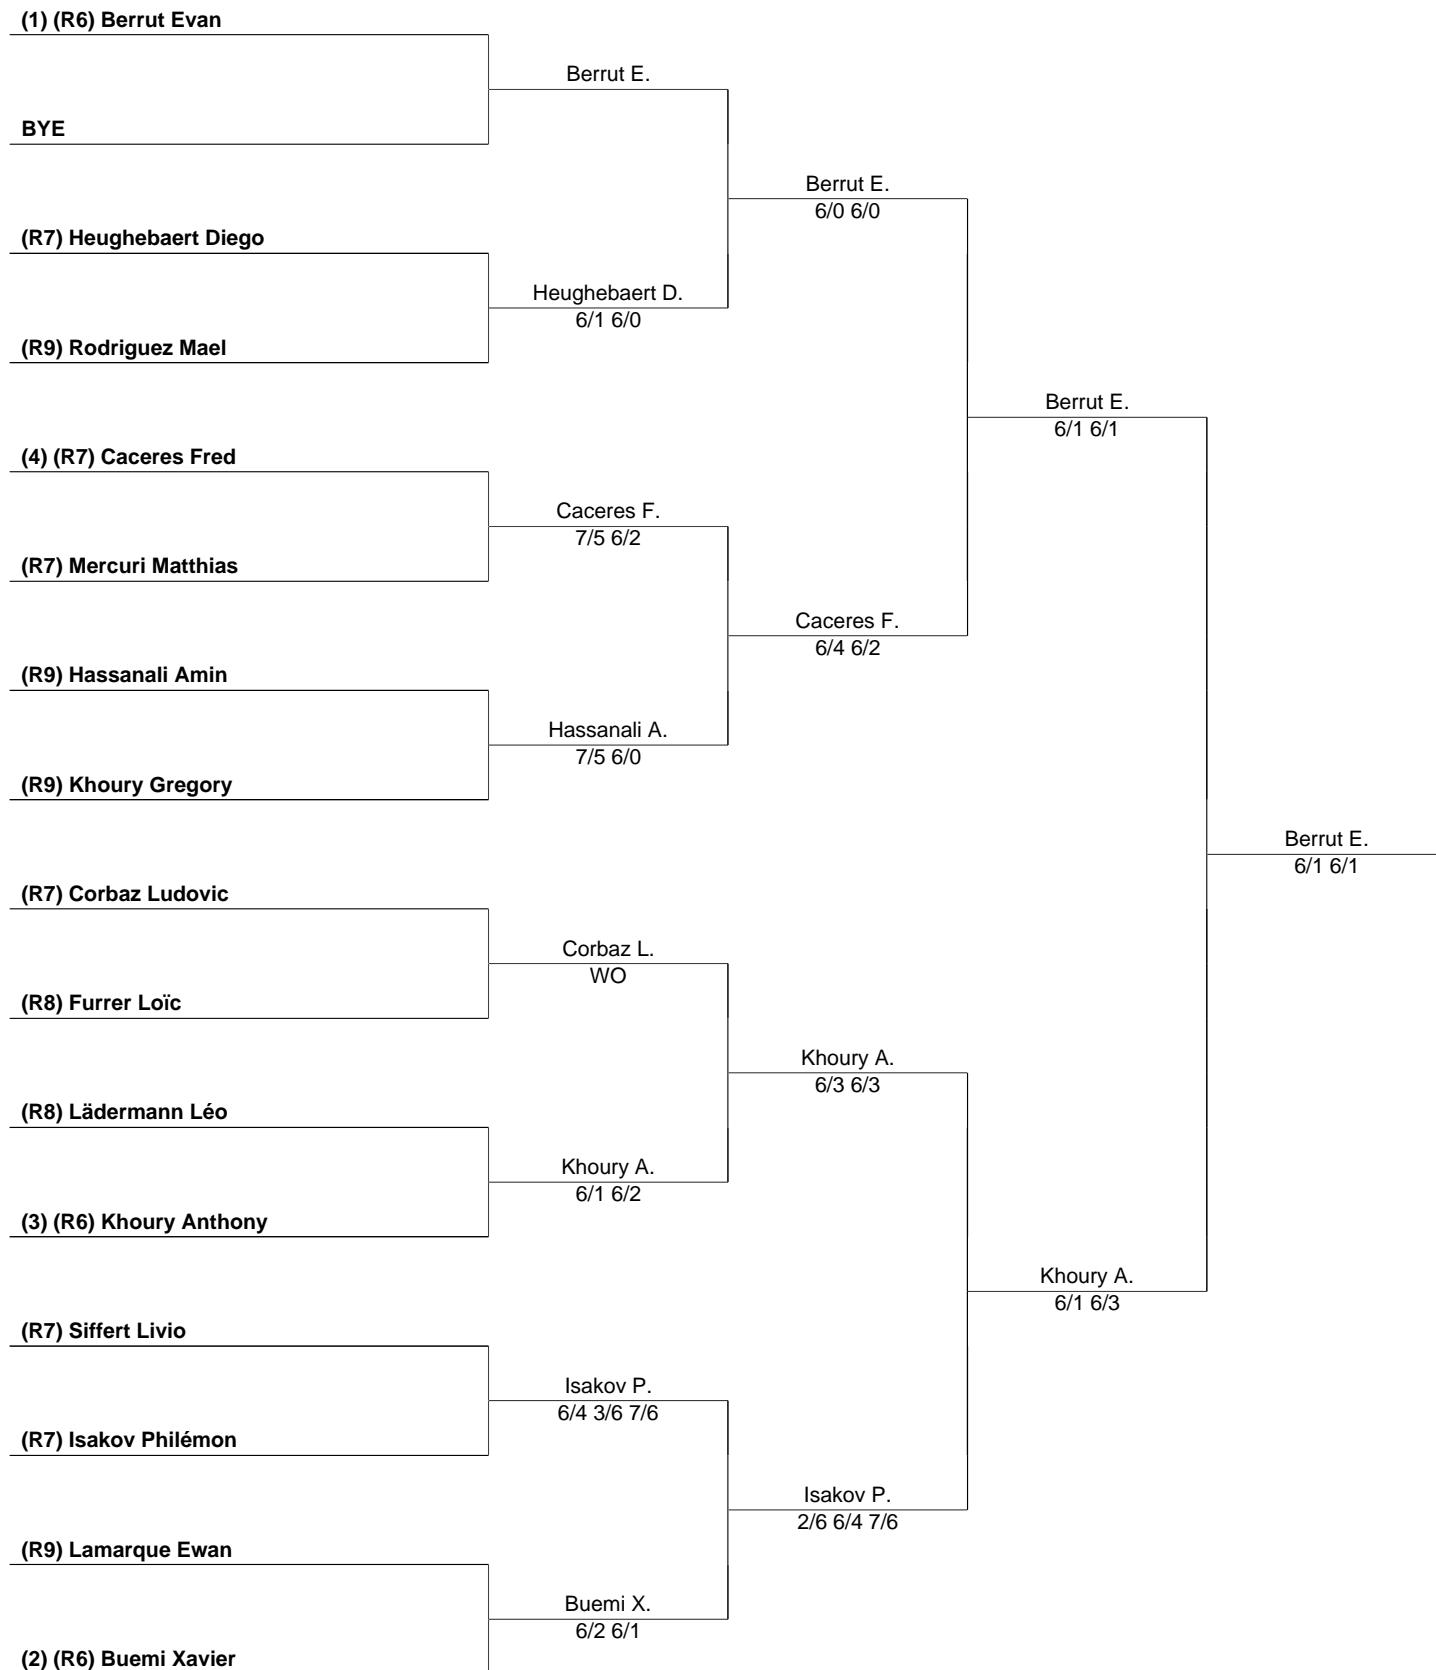 (1) (R6) Berrut Evan
Berrut E.
BYE
Berrut E.
6/0 6/0
(R7) Heughebaert Diego
Heughebaert D.
6/1 6/0
(R9) Rodriguez Mael
Berrut E.
6/1 6/1
(4) (R7) Caceres Fred
Caceres F.
7/5 6/2
(R7) Mercuri Matthias
Caceres F.
6/4 6/2
(R9) Hassanali Amin
Hassanali A.
7/5 6/0
(R9) Khoury Gregory
Berrut E.
6/1 6/1
(R7) Corbaz Ludovic
Corbaz L.
WO
(R8) Furrer Loïc
Khoury A.
6/3 6/3
(R8) Lädermann Léo
Khoury A.
6/1 6/2
(3) (R6) Khoury Anthony
Khoury A.
6/1 6/3
(R7) Siffert Livio
Isakov P.
6/4 3/6 7/6
(R7) Isakov Philémon
Isakov P.
2/6 6/4 7/6
(R9) Lamarque Ewan
Buemi X.
6/2 6/1
(2) (R6) Buemi Xavier